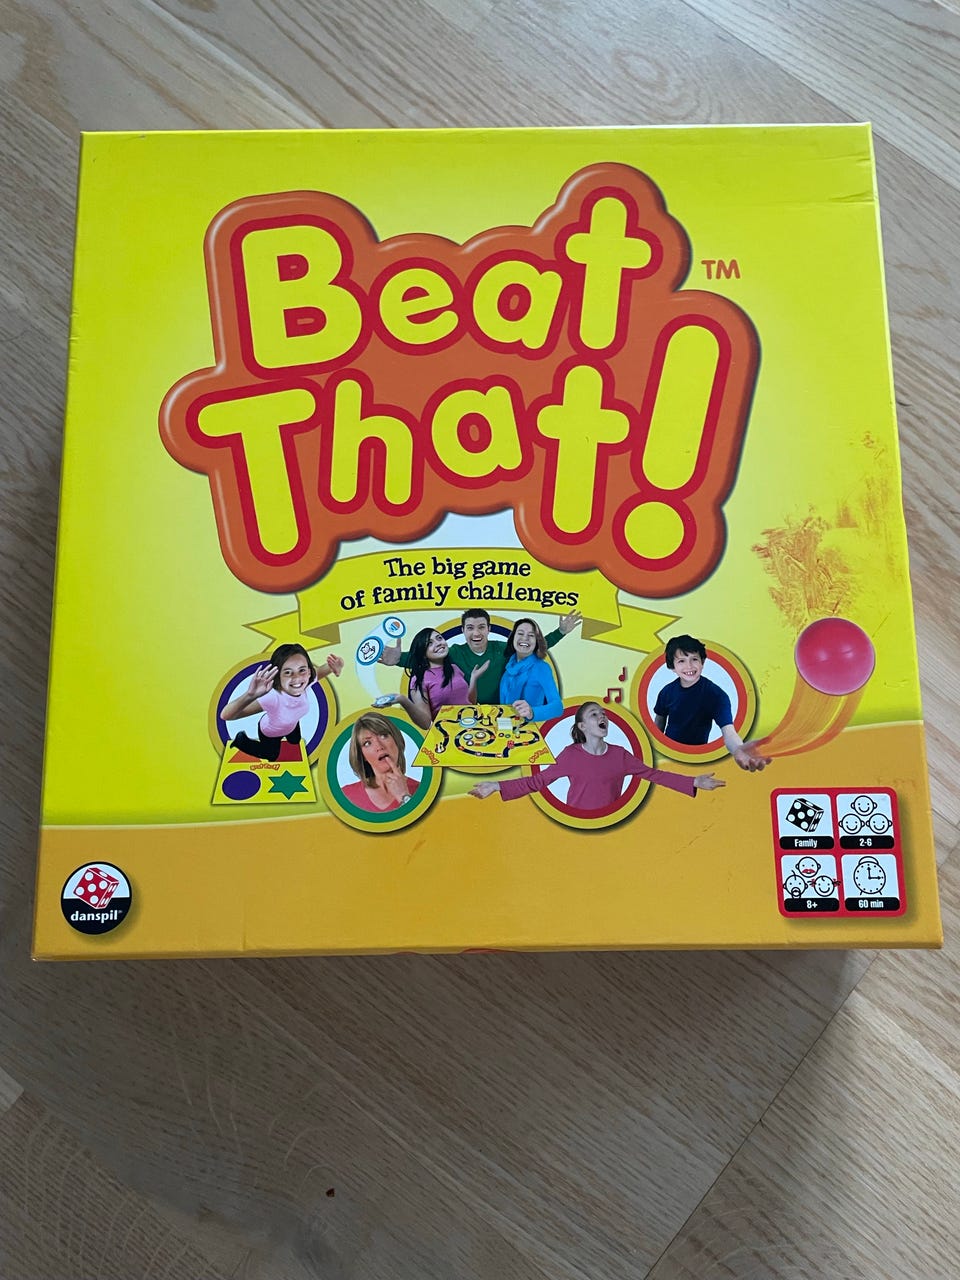 Beat
TM
That!
The big game
of family challenges
Family
2-6
8+
60 min
danspil®